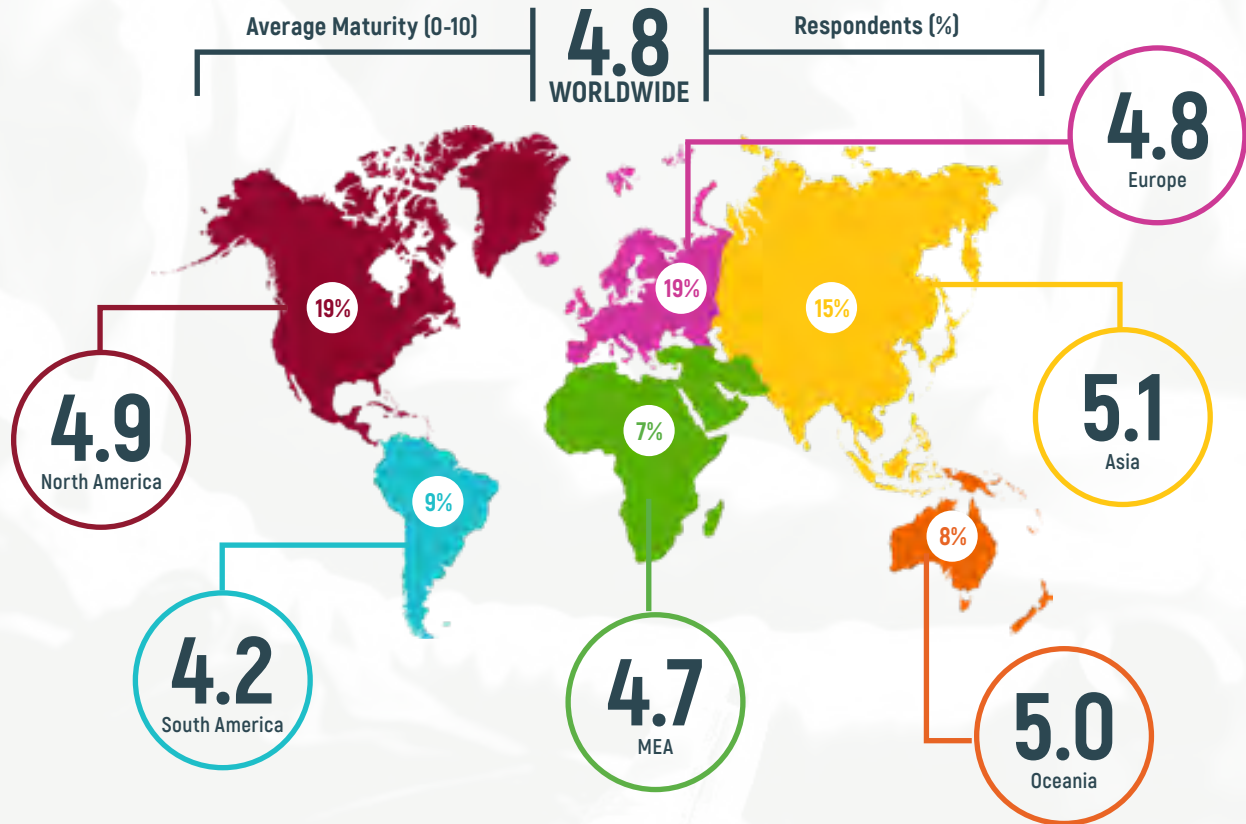 Average Maturity (0-10)
4.8
WORLDWIDE
Respondents (%)
4.8
Europe
19%
19%
15%
4.9
North America
7%
5.1
Asia
9%
8%
4.2
South America
4.7
MEA
5.0
Oceania